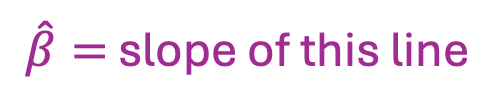 β̂ = slope of this line